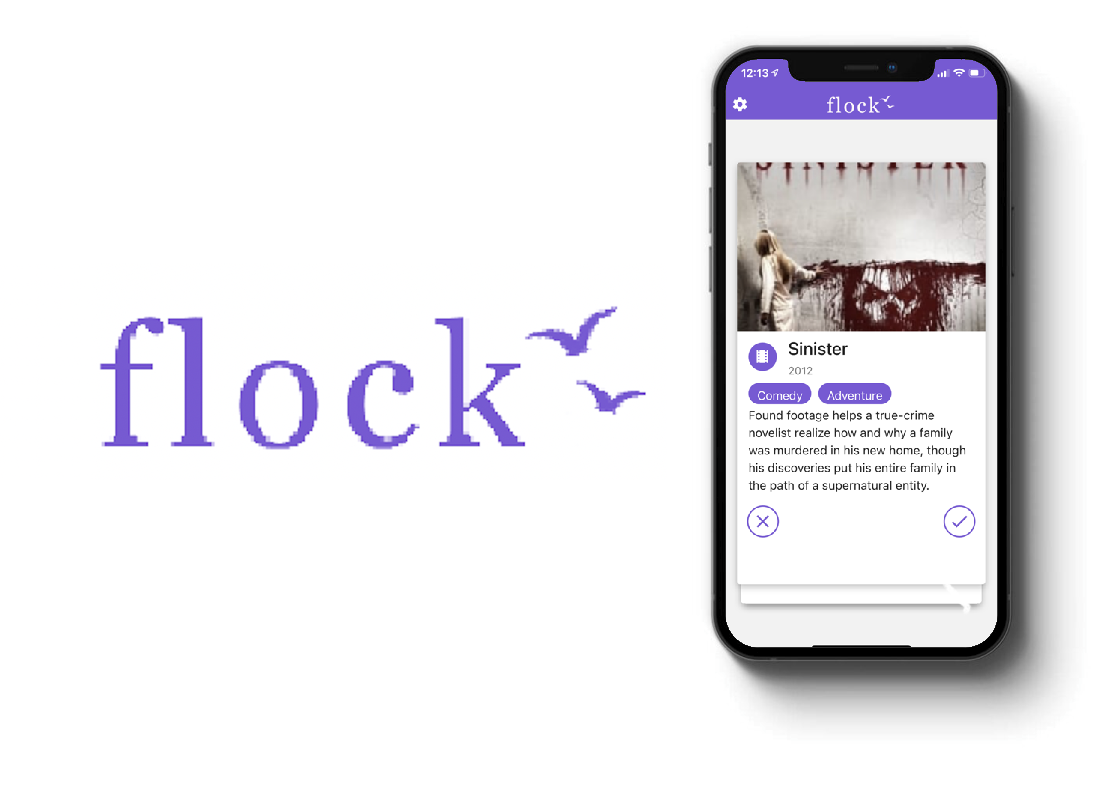 flock
12:13
flock
SINISTER
Sinister
2012
Comedy Adventure
Found footage helps a true-crime
novelist realize how and why a family
was murdered in his new home, though
his discoveries put his entire family in
the path of a supernatural entity.